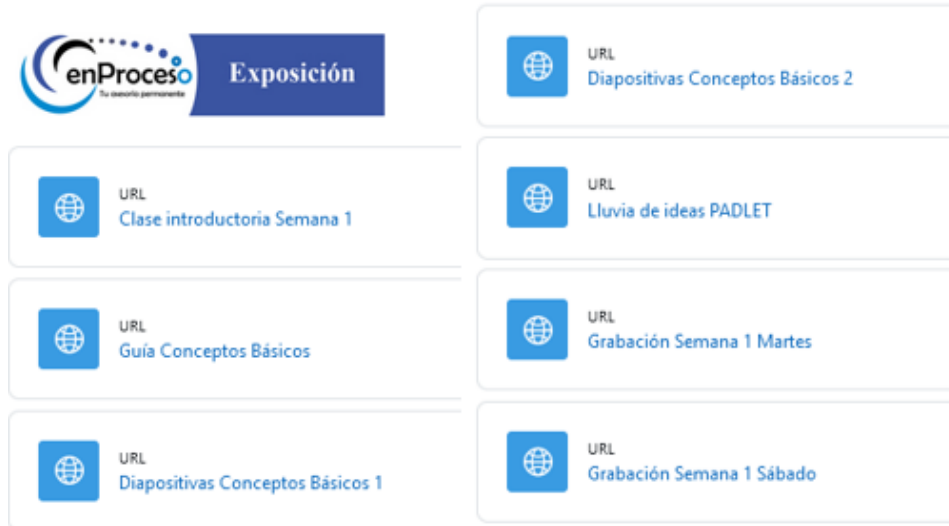 enProceso
Tu asesorío permanente
Exposición
URL
Clase introductoria Semana 1
URL
Guía Conceptos Básicos
URL
Diapositivas Conceptos Básicos 1
URL
Diapositivas Conceptos Básicos 2
URL
Lluvia de ideas PADLET
URL
Grabación Semana 1 Martes
URL
Grabación Semana 1 Sábado